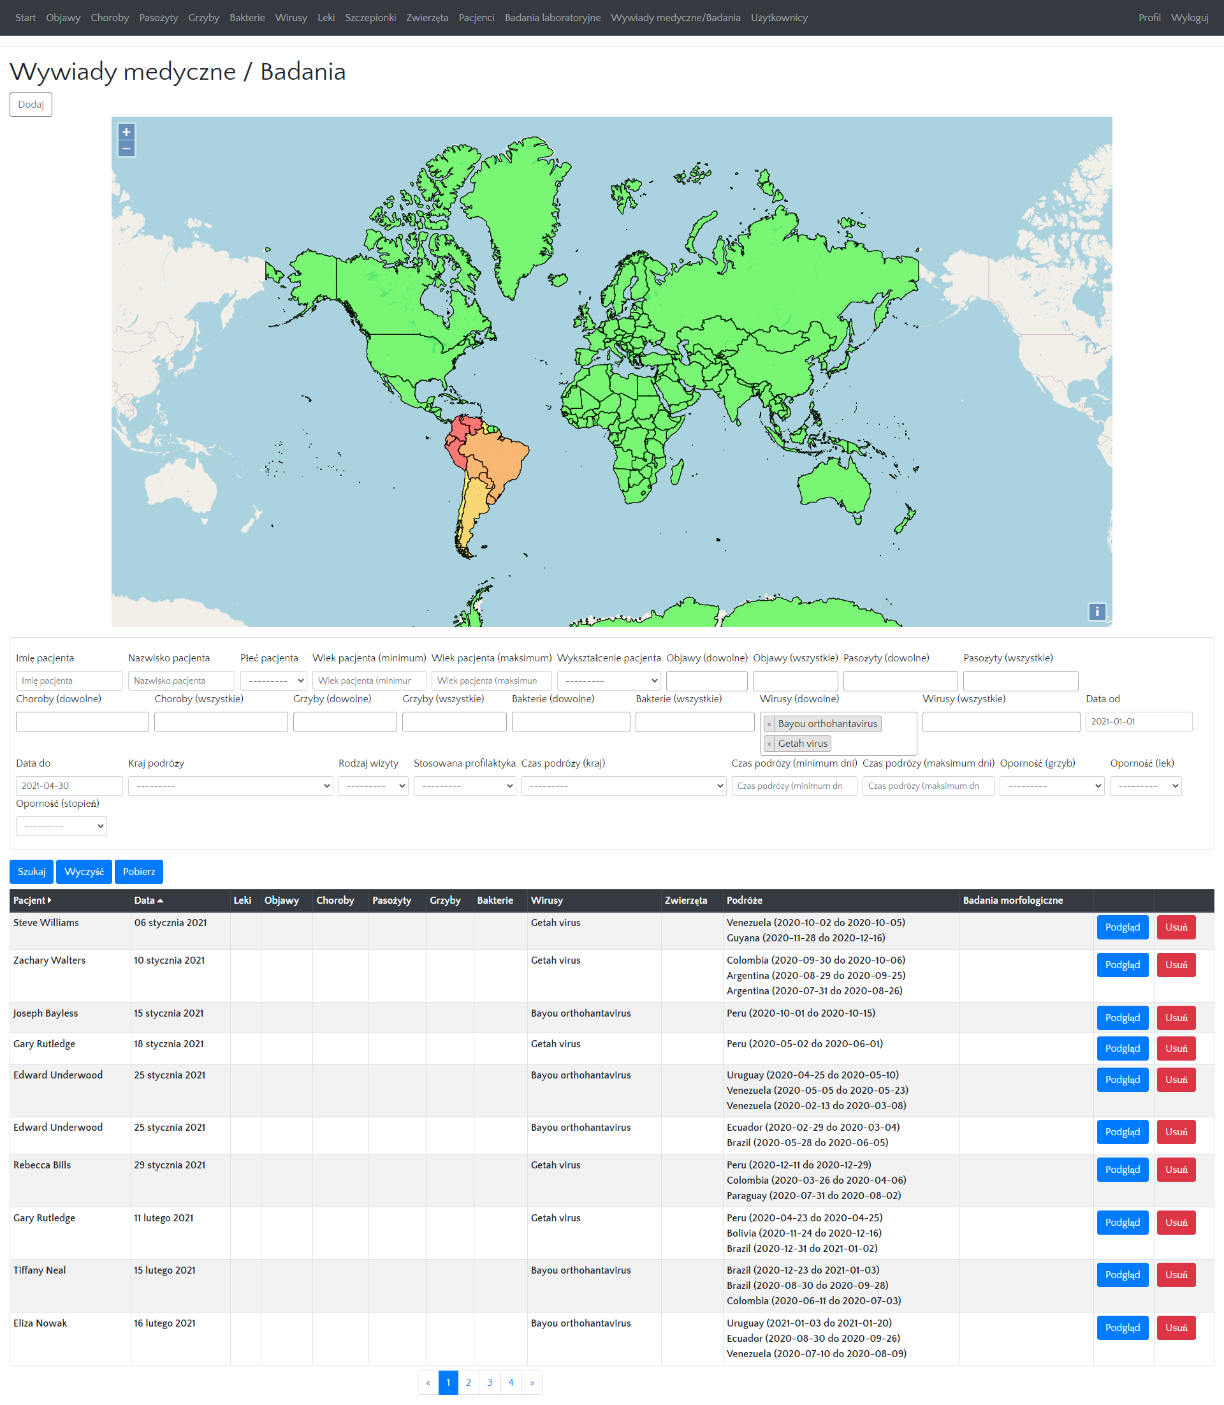 Start Objawy Choroby Pasożyty Grzyby Bakterie Wirusy Leki Szczepionki Zwierzęta Pacjenci Badania laboratoryjne Wywiady medyczne/Badania Użytkownicy Profil Wyloguj
Wywiady medyczne / Badania
Dodaj
+
−
i
Imię pacjenta Nazwisko pacjenta Płeć pacjenta Wiek pacjenta (minimum) Wiek pacjenta (maksimum) Wykształcenie pacjenta Objawy (dowolne) Objawy (wszystkie) Pasożyty (dowolne) Pasożyty (wszystkie)
Imię pacjenta Nazwisko pacjenta --------- Wiek pacjenta (minimur Wiek pacjenta (maksimun ---------
Choroby (dowolne) Choroby (wszystkie) Grzyby (dowolne) Grzyby (wszystkie) Bakterie (dowolne) Bakterie (wszystkie) Wirusy (dowolne) Wirusy (wszystkie) Data od
× Bayou orthohantavirus 2021-01-01
× Getah virus
Data do Kraj podróży Rodzaj wizyty Stosowana profilaktyka Czas podróży (kraj) Czas podróży (minimum dni) Czas podróży (maksimum dni) Oporność (grzyb) Oporność (lek)
2021-04-30 --------- --------- --------- --------- Czas podróży (minimum dn Czas podróży (maksimum dn --------- ---------
Oporność (stopień)
---------
Szukaj Wyczyść Pobierz
Pacjent Data Leki Objawy Choroby Pasożyty Grzyby Bakterie Wirusy Zwierzęta Podróże Badania morfologiczne
Steve Williams 06 stycznia 2021 Getah virus Venezuela (2020-10-02 do 2020-10-05) Podgląd Usuń
Guyana (2020-11-28 do 2020-12-16)
Zachary Walters 10 stycznia 2021 Getah virus Colombia (2020-09-30 do 2020-10-06) Podgląd Usuń
Argentina (2020-08-29 do 2020-09-25)
Argentina (2020-07-31 do 2020-08-26)
Joseph Bayless 15 stycznia 2021 Bayou orthohantavirus Peru (2020-10-01 do 2020-10-15) Podgląd Usuń
Gary Rutledge 18 stycznia 2021 Getah virus Peru (2020-05-02 do 2020-06-01) Podgląd Usuń
Edward Underwood 25 stycznia 2021 Bayou orthohantavirus Uruguay (2020-04-25 do 2020-05-10) Podgląd Usuń
Venezuela (2020-05-05 do 2020-05-23)
Venezuela (2020-02-13 do 2020-03-08)
Edward Underwood 25 stycznia 2021 Bayou orthohantavirus Ecuador (2020-02-29 do 2020-03-04) Podgląd Usuń
Brazil (2020-05-28 do 2020-06-05)
Rebecca Bills 29 stycznia 2021 Getah virus Peru (2020-12-11 do 2020-12-29) Podgląd Usuń
Colombia (2020-03-26 do 2020-04-06)
Paraguay (2020-07-31 do 2020-08-02)
Gary Rutledge 11 lutego 2021 Getah virus Peru (2020-04-23 do 2020-04-25) Podgląd Usuń
Bolivia (2020-11-24 do 2020-12-16)
Brazil (2020-12-31 do 2021-01-02)
Tiffany Neal 15 lutego 2021 Bayou orthohantavirus Brazil (2020-12-23 do 2021-01-03) Podgląd Usuń
Brazil (2020-08-30 do 2020-09-28)
Colombia (2020-06-11 do 2020-07-03)
Eliza Nowak 16 lutego 2021 Bayou orthohantavirus Uruguay (2021-01-03 do 2021-01-20) Podgląd Usuń
Ecuador (2020-08-30 do 2020-09-26)
Venezuela (2020-07-10 do 2020-08-09)
« 1 2 3 4 »